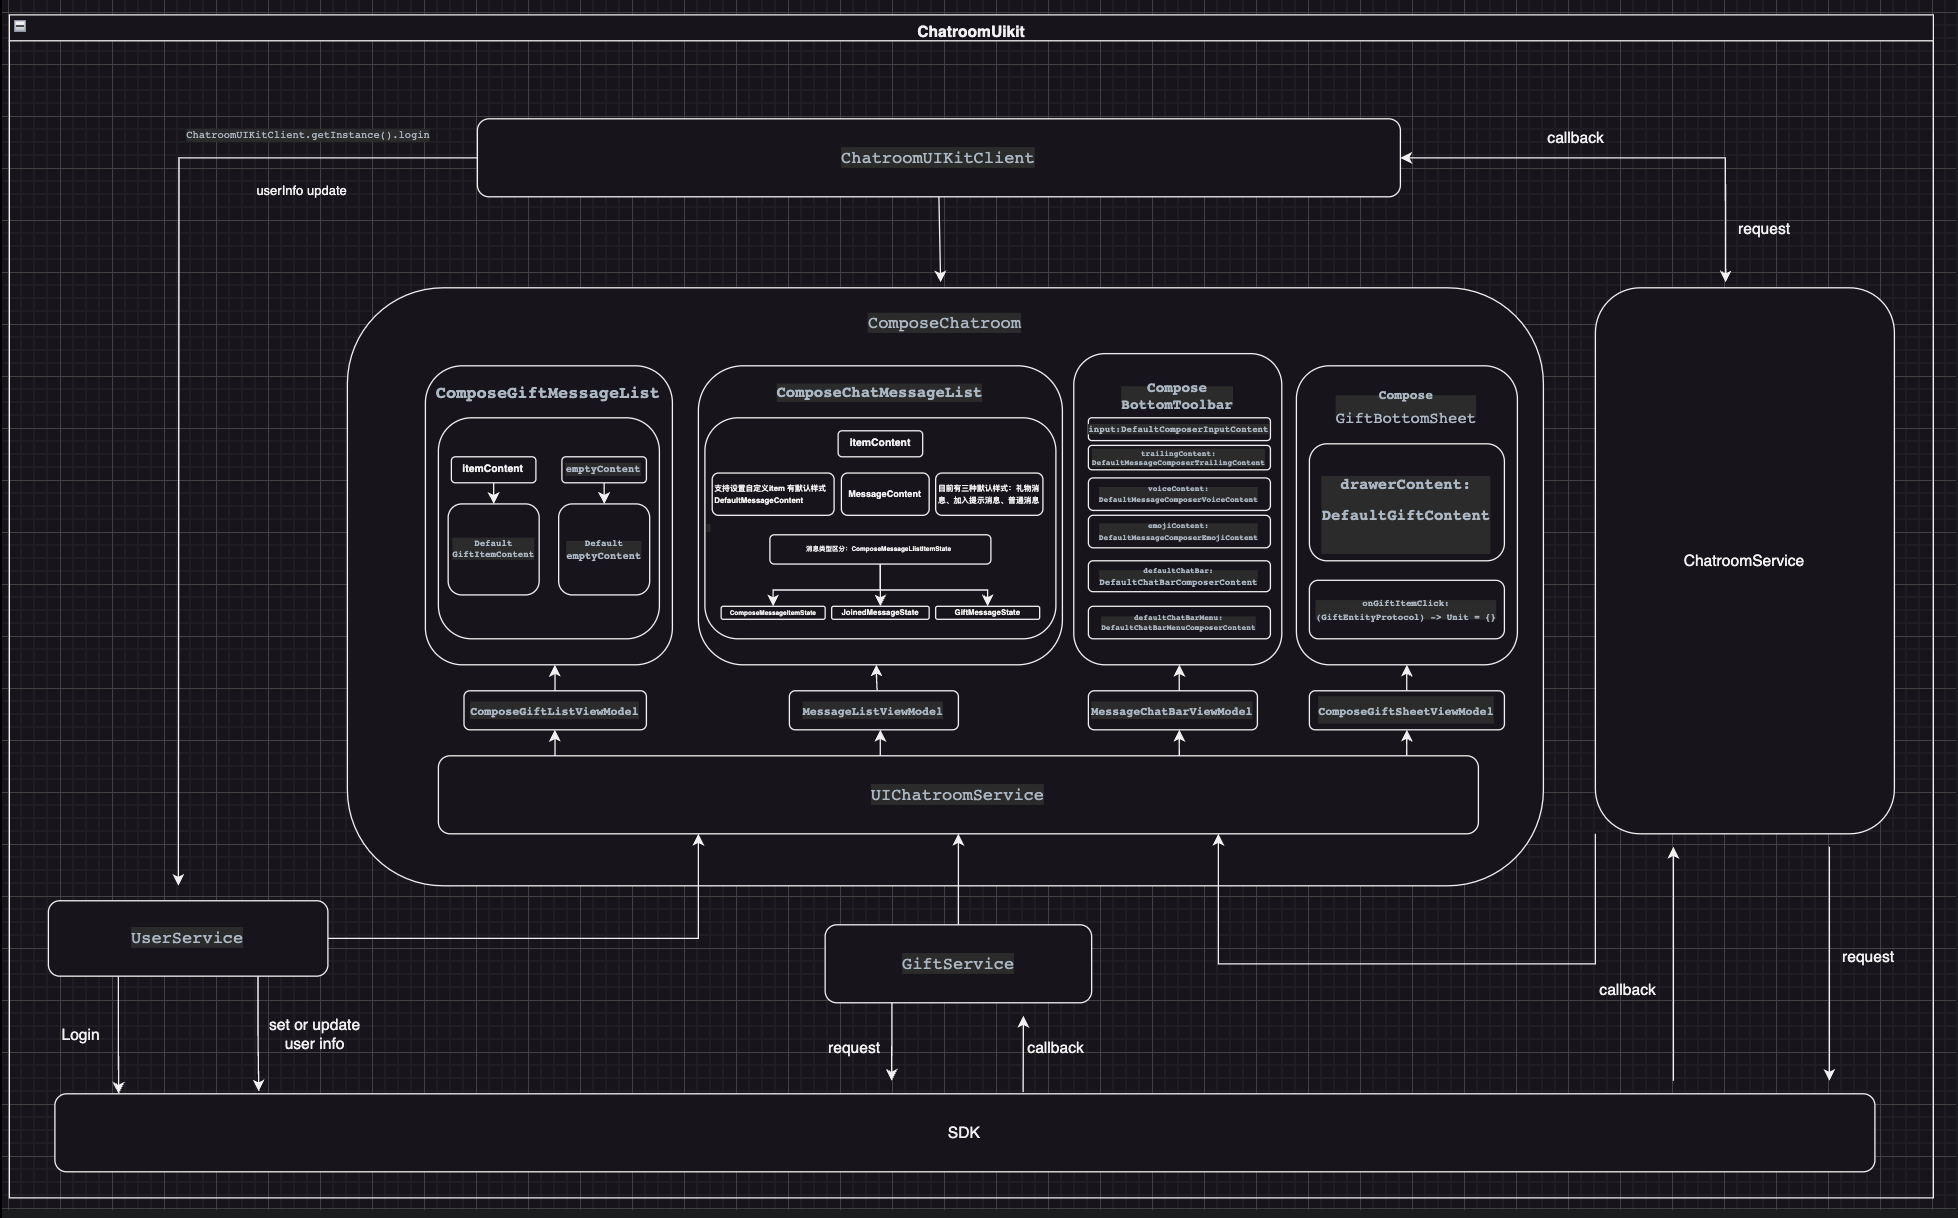 ChatroomUikit
ChatroomUIKitClient.getInstance().login
callback
ChatroomUIKitClient
userInfo update
request
ComposeChatroom
ComposeGiftMessageList
itemContent
emptyContent
Default
GiftItemContent
Default
emptyContent
ComposeChatMessageList
itemContent
支持设置自定义item 有默认样式
DefaultMessageContent
MessageContent
目前有三种默认样式：礼物消
息、加入提示消息、普通消息
消息类型区分：ComposeMessageLlistItemState
ComposeMessageItemState
JoinedMessageState
GiftMessageState
Compose
BottomToolbar
input:DefaultComposerInputContent
trailingContent:
DefaultMessageComposerTrailingContent
voiceContent:
DefaultMessageComposerVoiceContent
emojiContent:
DefaultMessageComposerEmojiContent
defaultChatBar:
DefaultChatBarComposerContent
defaultChatBarMenu:
DefaultChatBarMenuComposerContent
Compose
GiftBottomSheet
drawerContent:
DefaultGiftContent
onGiftItemClick:
(GiftEntityProtocol) -> Unit = {}
ChatroomService
ComposeGiftListViewModel
MessageListViewModel
MessageChatBarViewModel
ComposeGiftSheetViewModel
UIChatroomService
UserService
GiftService
request
callback
Login
set or update
user info
request
callback
SDK